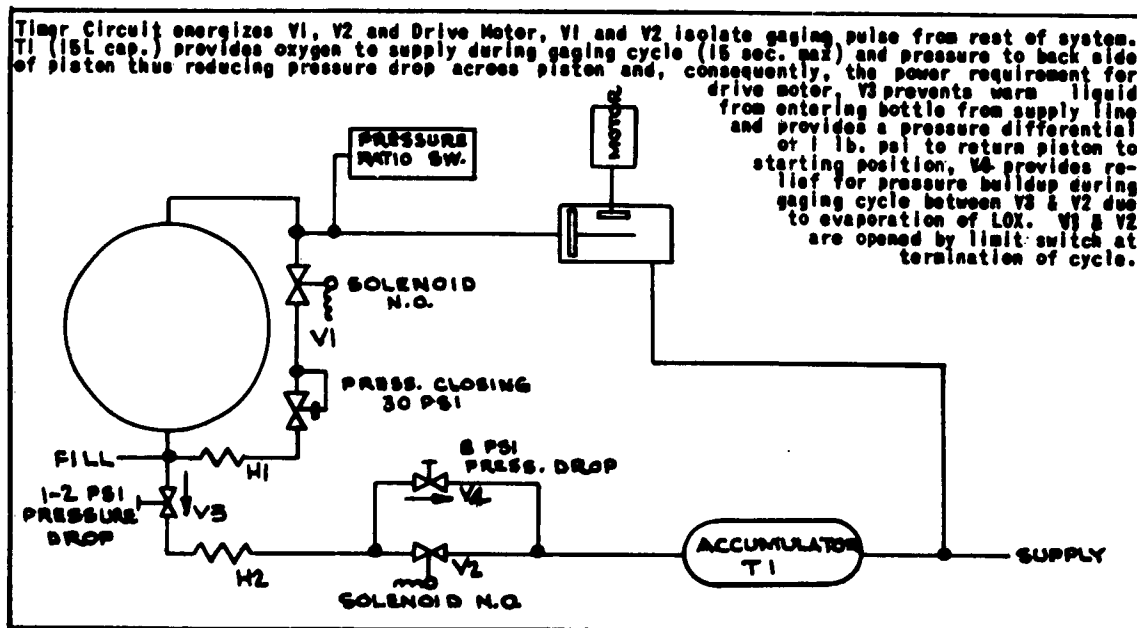 Timer Circuit energizes V1, V2 and Drive Motor, V1 and V2 isolate gaging pulse from rest of system.
T1 (15L cap.) provides oxygen to supply during gaging cycle (15 sec. max) and pressure to back side
of piston thus reducing pressure drop across piston and, consequently, the power requirement for
drive motor, V3 prevents warm liquid
from entering bottle from supply line
and provides a pressure differential
of 1 lb. psi to return piston to
starting position, V4 provides re-
lief for pressure buildup during
gaging cycle between V3 & V2 due
to evaporation of LOX. V1 & V2
are opened by limit switch at
termination of cycle.
MOTOR
PRESSURE
RATIO SW.
SOLENOID
N.O.
V1
PRESS. CLOSING
30 PSI
FILL
H1
8 PSI
PRESS. DROP
V4
1-2 PSI
PRESSURE
DROP
V3
H2
V2
SOLENOID N.O
ACCUMULATOR
T1
SUPPLY